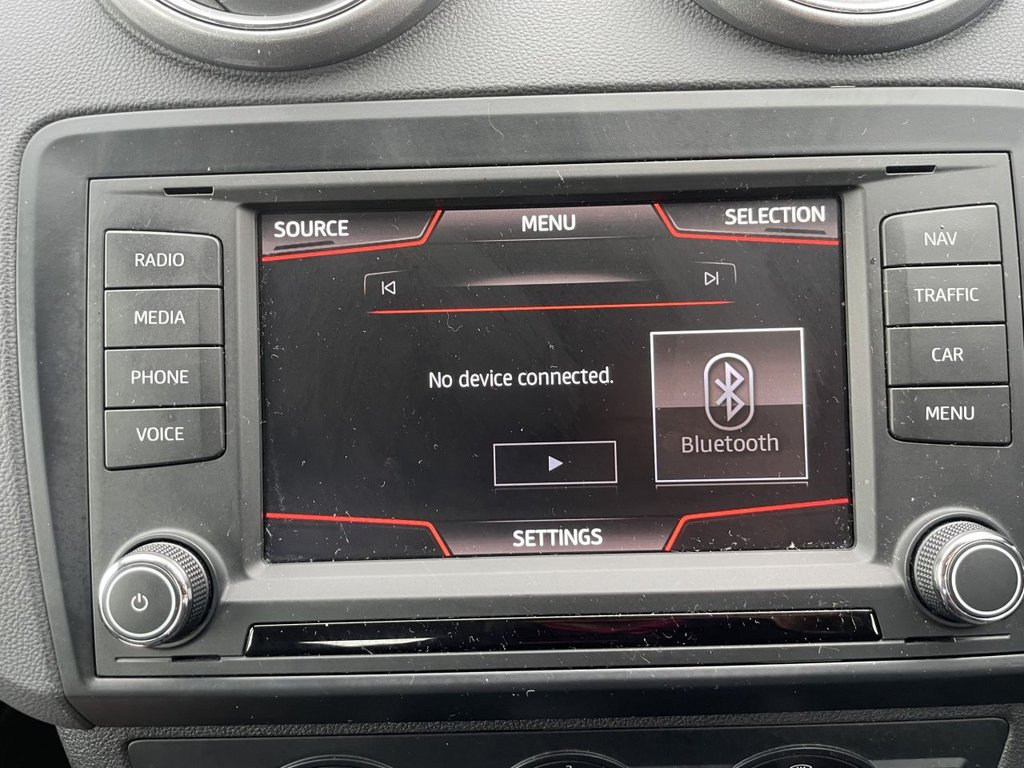 SOURCE
MENU
SELECTION
RADIO
MEDIA
PHONE
VOICE
No device connected.
Bluetooth
SETTINGS
NAV
TRAFFIC
CAR
MENU